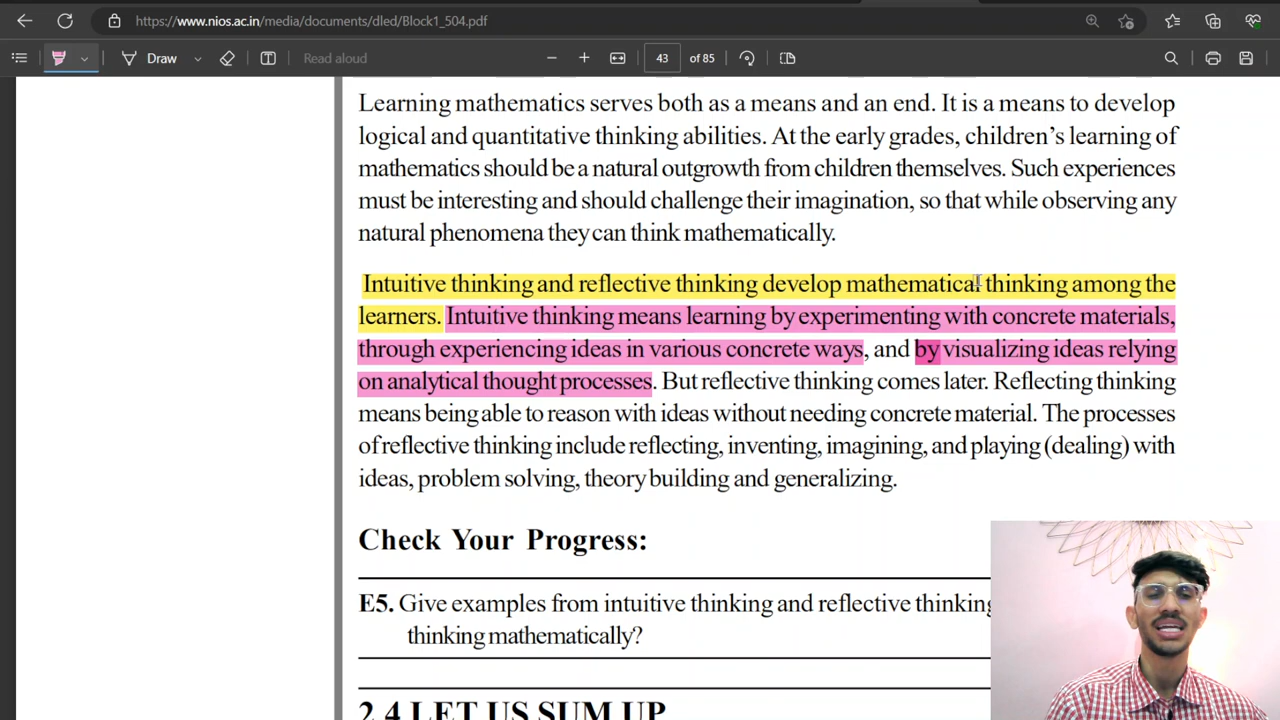 https://www.nios.ac.in/media/documents/dled/Block1_504.pdf
Draw
Read aloud
43 of 85
Learning mathematics serves both as a means and an end. It is a means to develop
logical and quantitative thinking abilities. At the early grades, children's learning of
mathematics should be a natural outgrowth from children themselves. Such experiences
must be interesting and should challenge their imagination, so that while observing any
natural phenomena they can think mathematically.
Intuitive thinking and reflective thinking develop mathematical thinking among the
learners. Intuitive thinking means learning by experimenting with concrete materials,
through experiencing ideas in various concrete ways, and by visualizing ideas relying
on analytical thought processes. But reflective thinking comes later. Reflecting thinking
means being able to reason with ideas without needing concrete material. The processes
of reflective thinking include reflecting, inventing, imagining, and playing (dealing) with
ideas, problem solving, theory building and generalizing.
Check Your Progress:
E5. Give examples from intuitive thinking and reflective thinking
thinking mathematically?
2.4 LET US SUM UP